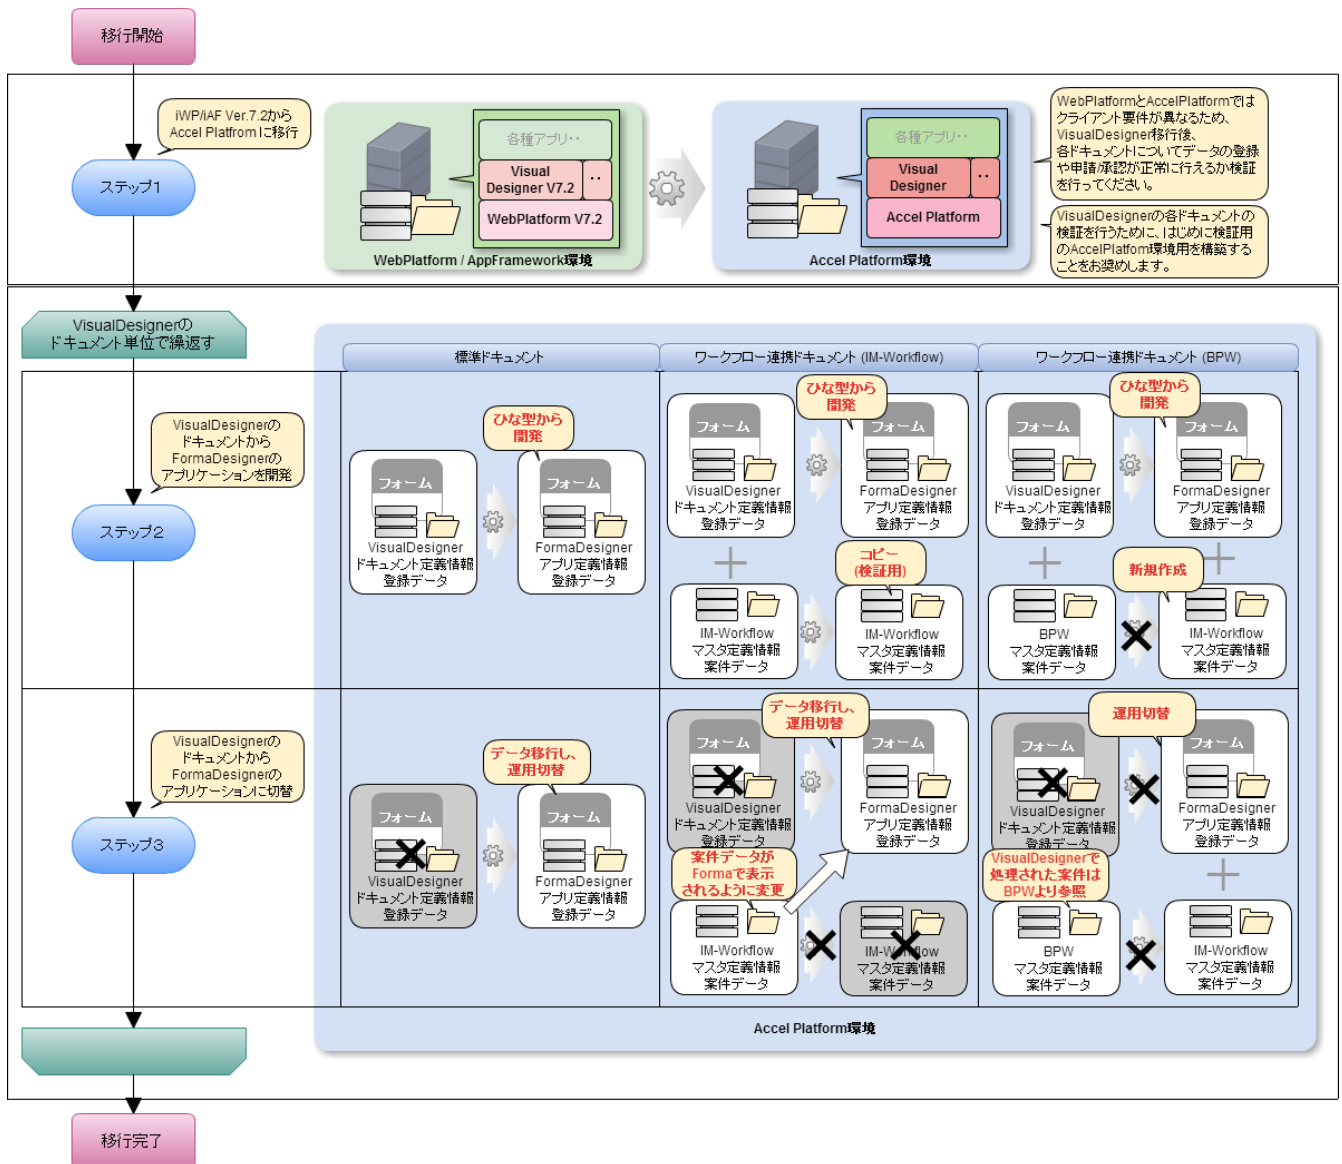 移行開始
iWP/iAF Ver.7.2から
Accel Platfromに移行
ステップ1
各種アプリ‥
Visual
Designer V7.2
‥
WebPlatform V7.2
WebPlatform / AppFramework環境
各種アプリ‥
Visual
Designer
‥
Accel Platform
Accel Platform環境
WebPlatformとAccelPlatformでは
クライアント要件が異なるため、
VisualDesigner移行後、
各ドキュメントについてデータの登録
や申請/承認が正常に行えるか検証
を行ってください。
VisualDesignerの各ドキュメントの
検証を行うために、はじめに検証用
のAccelPlatfom環境用を構築する
ことをお奨めします。
VisualDesignerの
ドキュメント単位で繰返す
標準ドキュメント
ワークフロー連携ドキュメント (IM-Workflow)
ワークフロー連携ドキュメント (BPW)
VisualDesignerの
ドキュメントから
FormaDesignerの
アプリケーションを開発
ステップ2
ひな型から
開発
フォーム
VisualDesigner
ドキュメント定義情報
登録データ
フォーム
FormaDesigner
アプリ定義情報
登録データ
ひな型から
開発
フォーム
VisualDesigner
ドキュメント定義情報
登録データ
フォーム
FormaDesigner
アプリ定義情報
登録データ
コピー
(検証用)
IM-Workflow
マスタ定義情報
案件データ
IM-Workflow
マスタ定義情報
案件データ
ひな型から
開発
フォーム
VisualDesigner
ドキュメント定義情報
登録データ
フォーム
FormaDesigner
アプリ定義情報
登録データ
新規作成
BPW
マスタ定義情報
案件データ
IM-Workflow
マスタ定義情報
案件データ
VisualDesignerの
ドキュメントから
FormaDesignerの
アプリケーションに切替
ステップ3
データ移行し、
運用切替
フォーム
VisualDesigner
ドキュメント定義情報
登録データ
フォーム
FormaDesigner
アプリ定義情報
登録データ
データ移行し、
運用切替
フォーム
VisualDesigner
ドキュメント定義情報
登録データ
フォーム
FormaDesigner
アプリ定義情報
登録データ
案件データが
Formaで表示
されるように変更
IM-Workflow
マスタ定義情報
案件データ
IM-Workflow
マスタ定義情報
案件データ
運用切替
フォーム
VisualDesigner
ドキュメント定義情報
登録データ
フォーム
FormaDesigner
アプリ定義情報
登録データ
VisualDesignerで
処理された案件は
BPWより参照
BPW
マスタ定義情報
案件データ
IM-Workflow
マスタ定義情報
案件データ
Accel Platform環境
移行完了